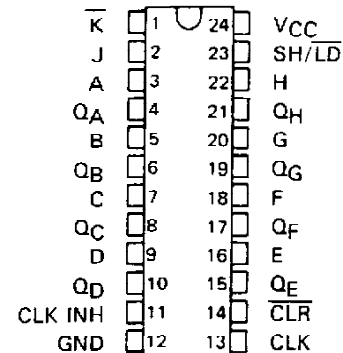 K̅ 1 24 VCC
J 2 23 SH/L̅D̅
A 3 22 H
QA 4 21 QH
B 5 20 G
QB 6 19 QG
C 7 18 F
QC 8 17 QF
D 9 16 E
QD 10 15 QE
CLK INH 11 14 C̅L̅R̅
GND 12 13 CLK